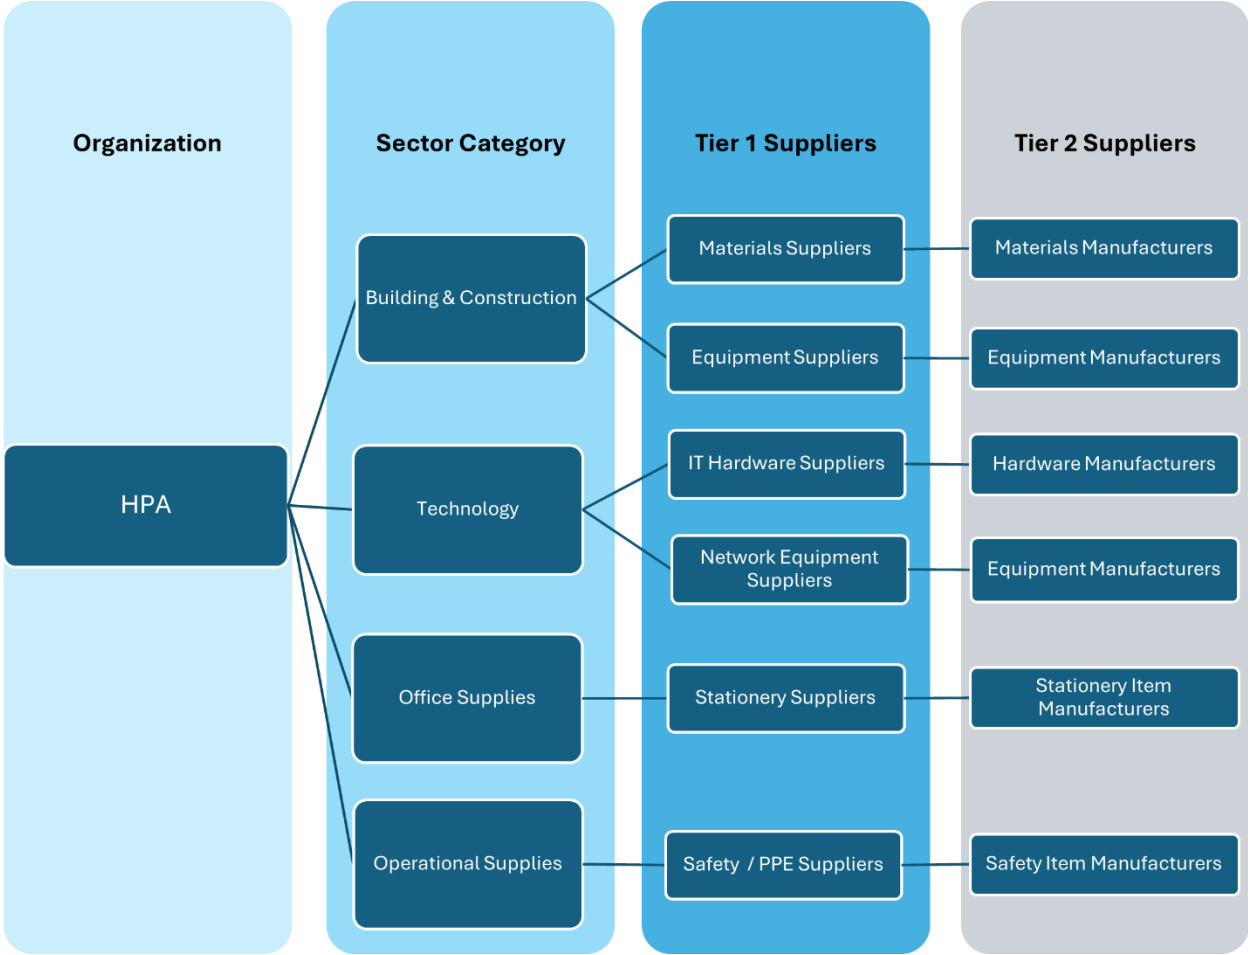 Organization
Sector Category
Tier 1 Suppliers
Tier 2 Suppliers
HPA
Building & Construction
Technology
Office Supplies
Operational Supplies
Materials Suppliers
Equipment Suppliers
IT Hardware Suppliers
Network Equipment
Suppliers
Stationery Suppliers
Safety / PPE Suppliers
Materials Manufacturers
Equipment Manufacturers
Hardware Manufacturers
Equipment Manufacturers
Stationery Item
Manufacturers
Safety Item Manufacturers